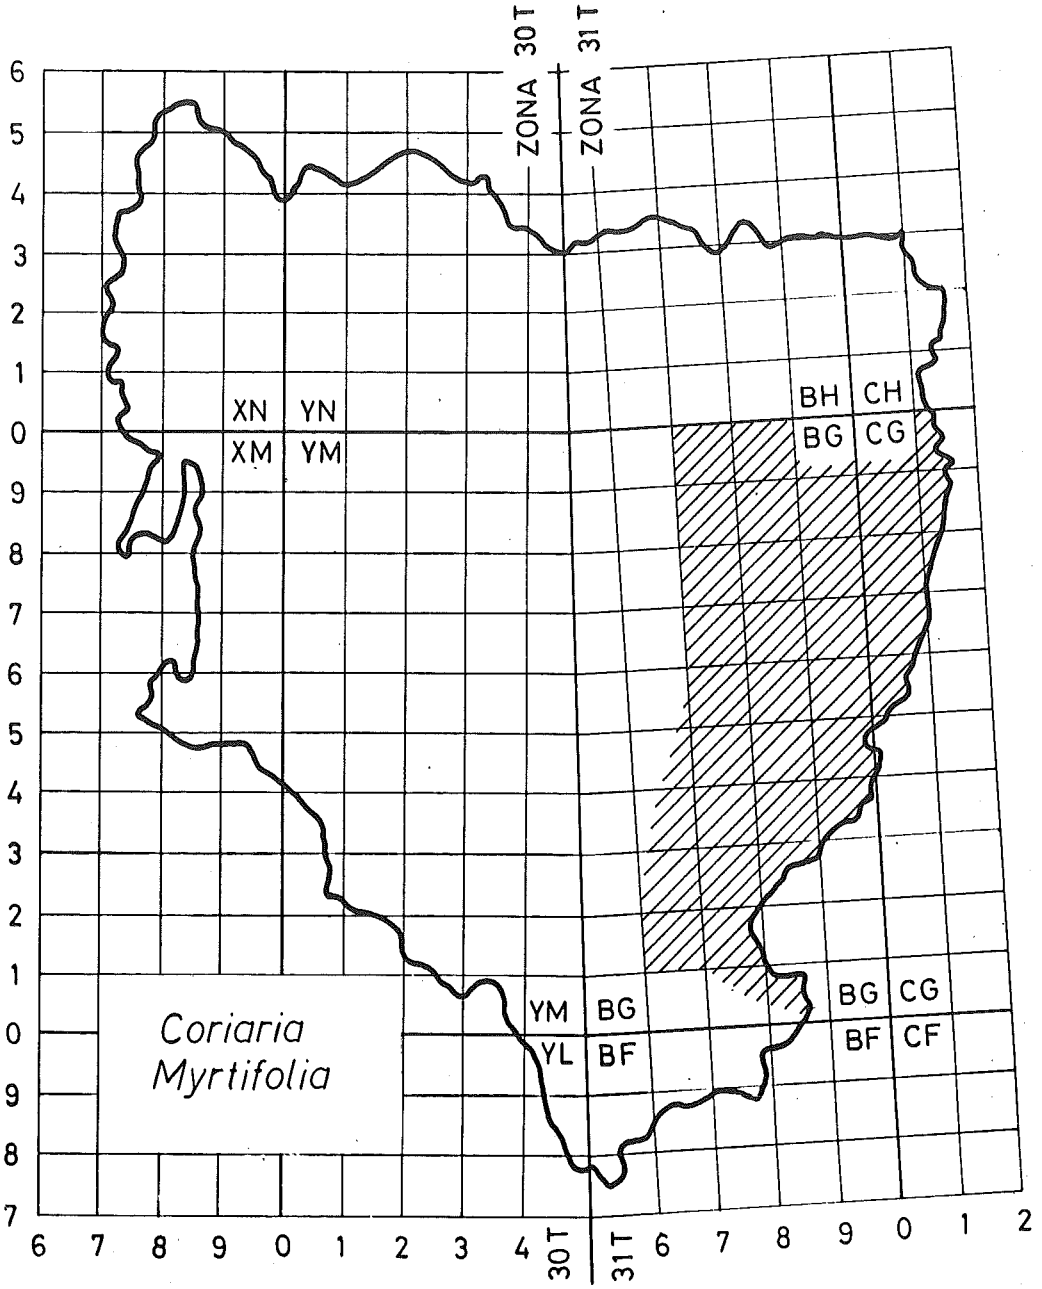 ZONA 30T
ZONA 31T
6
5
4
3
2
1
0
9
8
7
6
5
4
3
2
1
0
9
8
7
XN YN
XM YM
BH CH
BG CG
YM BG
YL BF
BG CG
BF CF
Coriaria
Myrtifolia
6 7 8 9 0 1 2 3 4 30T 31T 6 7 8 9 0 1 2